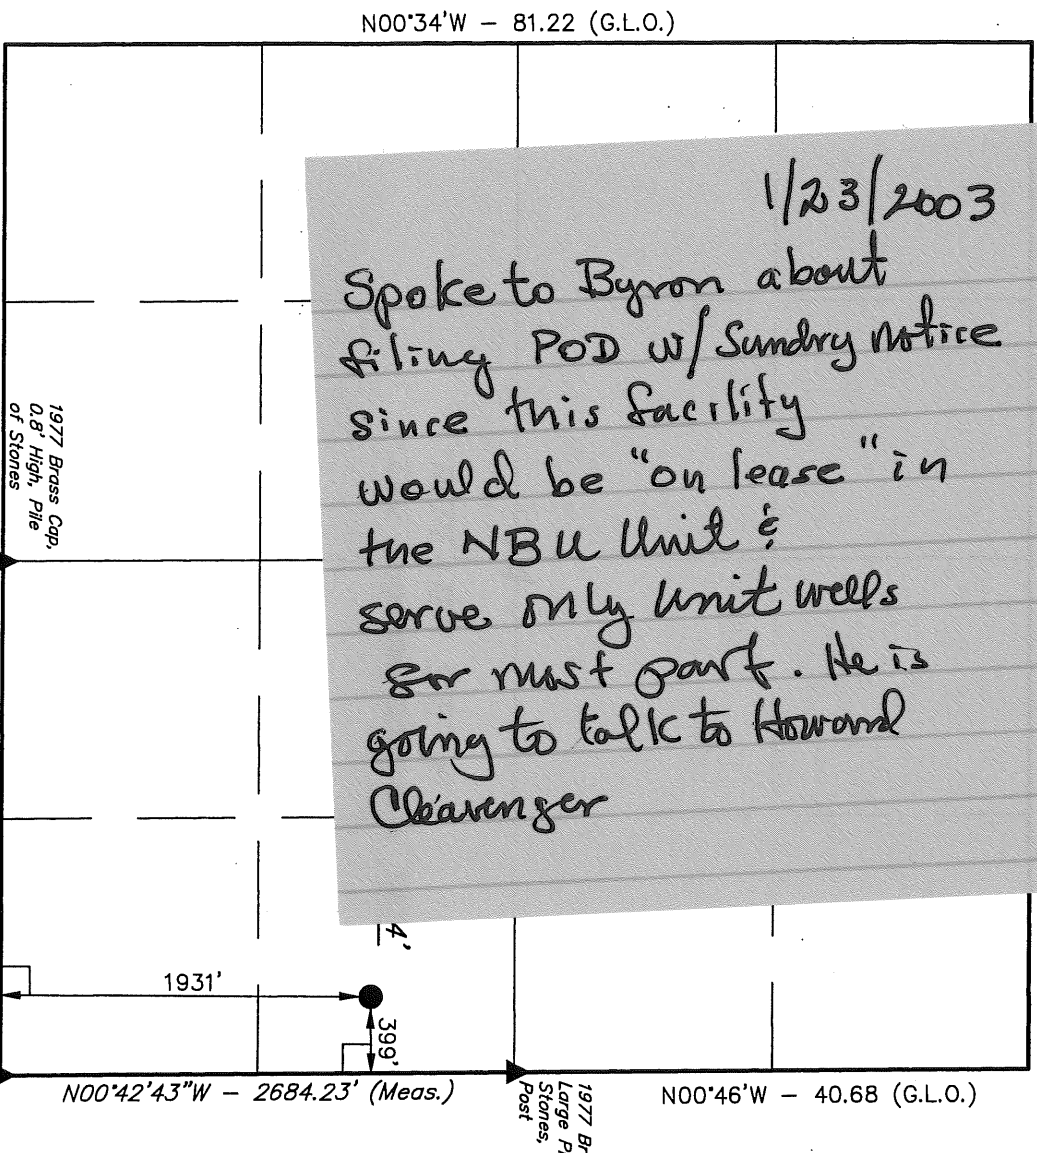 N00°34'W – 81.22 (G.L.O.)
1/23/2003
Spoke to Byron about
filing POD w/ Sundry notice
since this facility
would be "on lease" in
the NBU Unit &
serve only unit wells
for most part. He is
going to talk to Howard
Cleavenger
1977 Brass Cap,
0.8' High, Pile
of Stones
4'
1931'
399'
N00°42'43"W – 2684.23' (Meas.)
1977 Br
Large P
Stones,
Post
N00°46'W – 40.68 (G.L.O.)